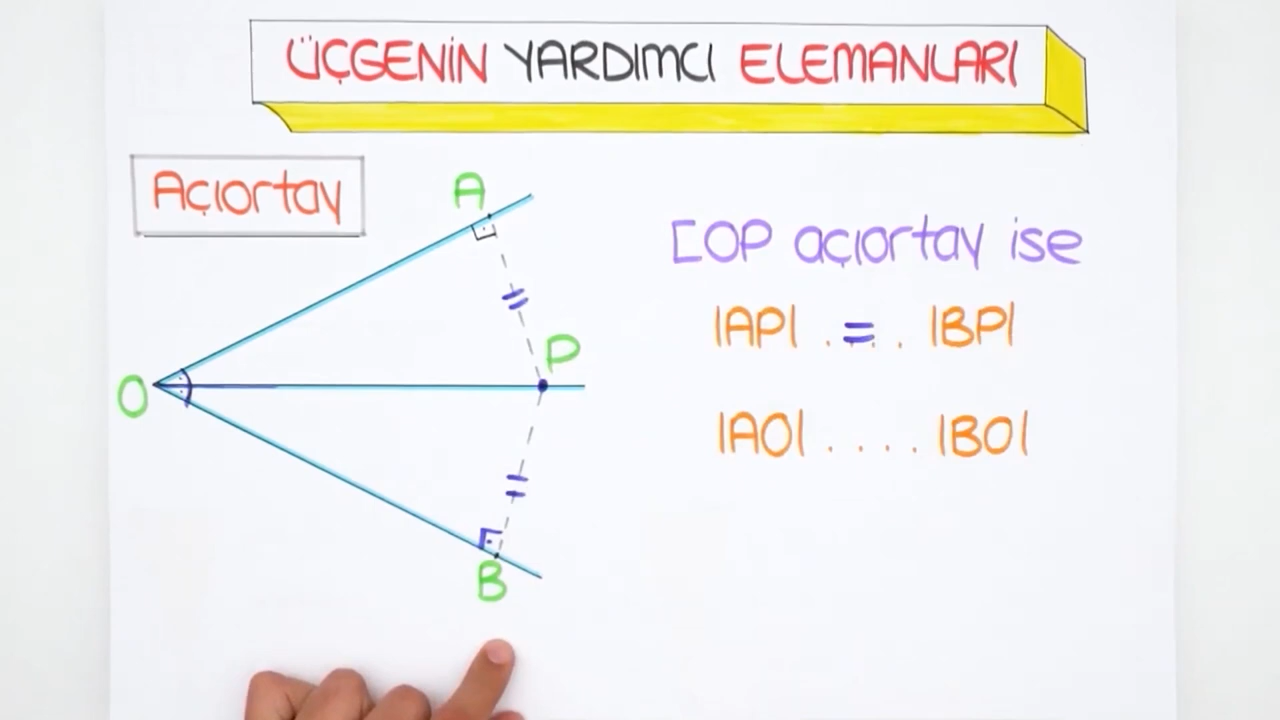 ÜÇGENİN YARDIMCI ELEMANLARI
Açıortay
A
[OP açıortay ise
|AP| . = . . |BP|
P
O
|AO| . . . . |BO|
B